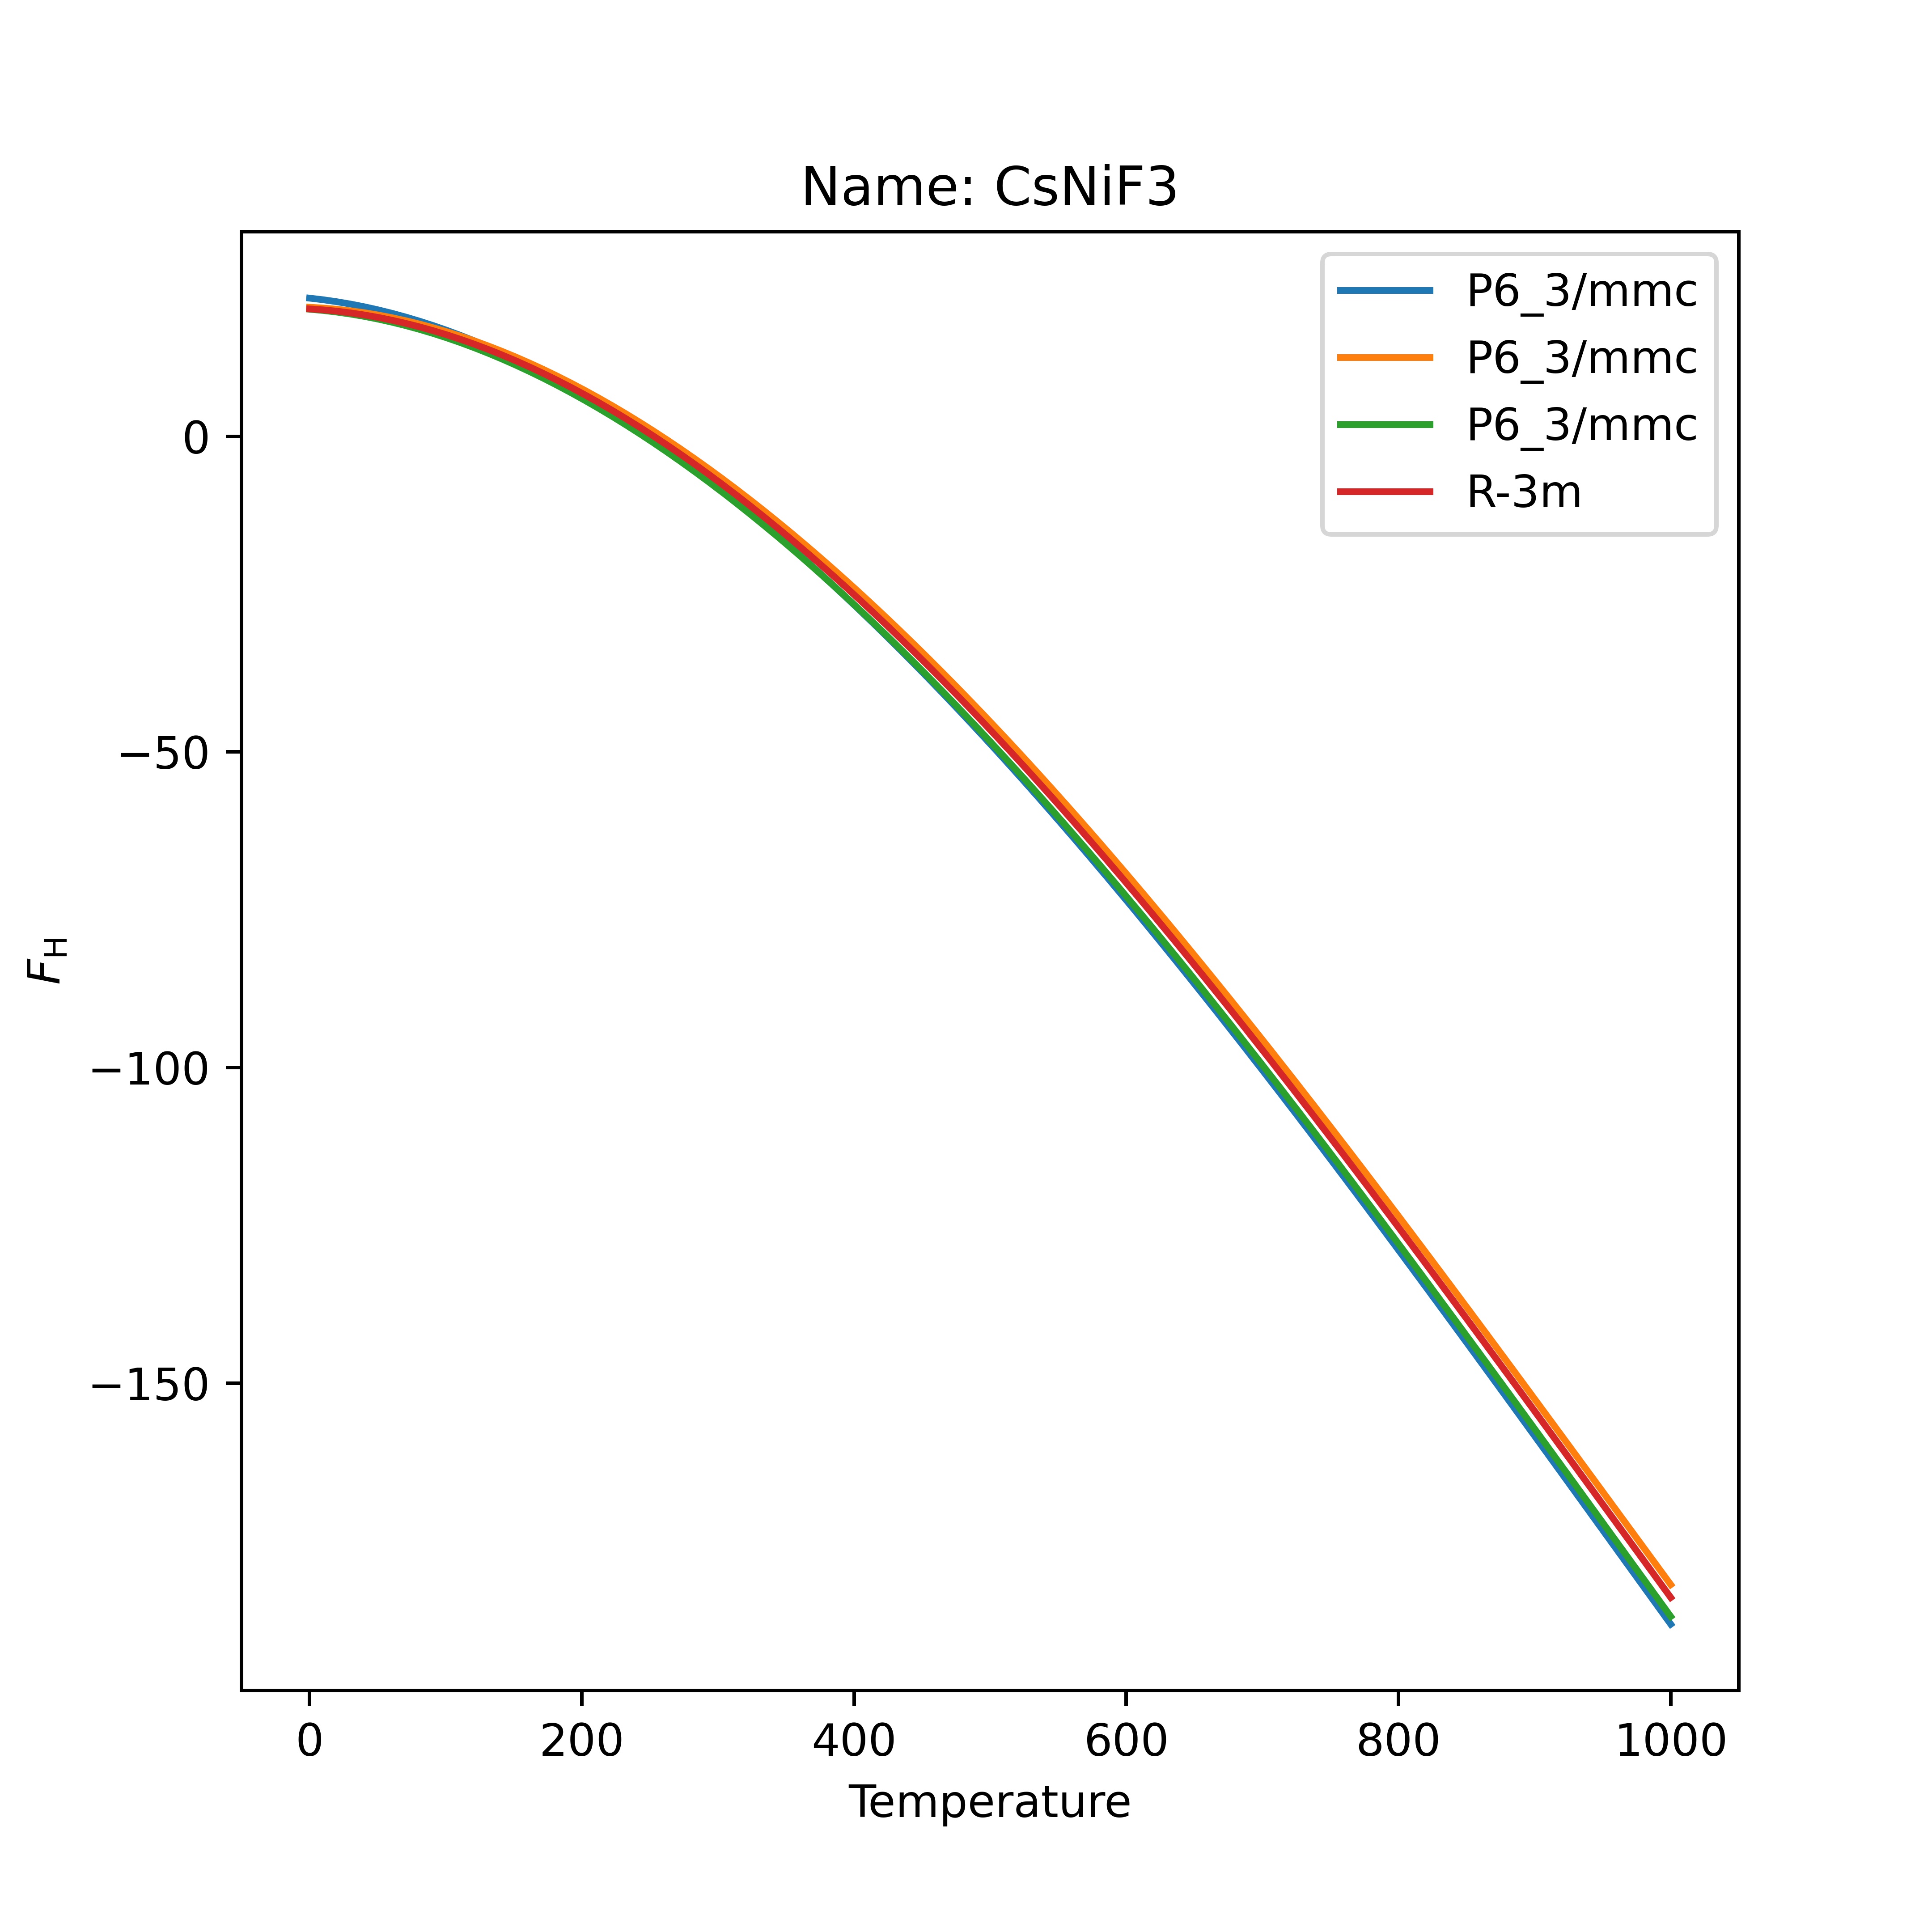 Name: CsNiF3
P6_3/mmc
P6_3/mmc
P6_3/mmc
R-3m
0
−50
−100
−150
F_H
0 200 400 600 800 1000
Temperature